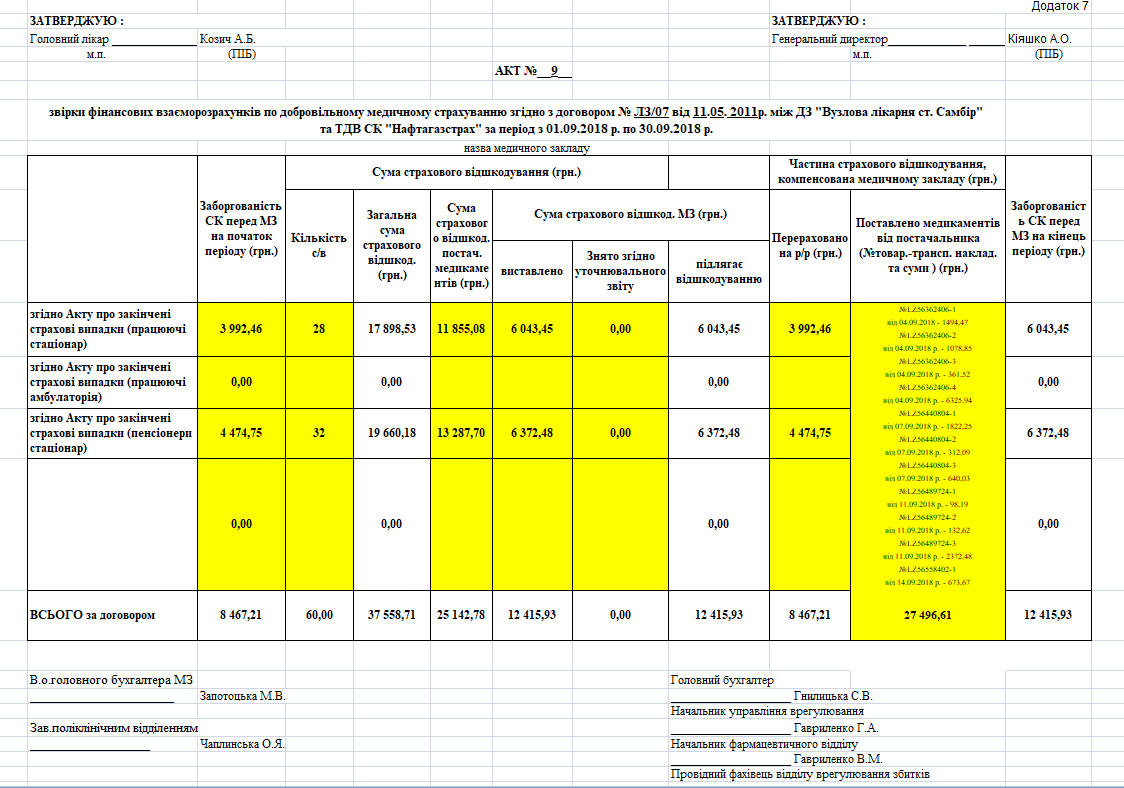 Додаток 7
ЗАТВЕРДЖУЮ :
ЗАТВЕРДЖУЮ :
Головний лікар ______________ Козич А.Б.
Генеральний директор_____________ ______ Кіяшко А.О.
м.п. (ПІБ)
м.п. (ПІБ)
АКТ №__9__
звірки фінансових взаєморозрахунків по добровільному медичному страхуванню згідно з договором № ЛЗ/07 від 11.05. 2011р. між ДЗ "Вузлова лікарня ст. Самбір"
та ТДВ СК "Нафтагазстрах" за період з 01.09.2018 р. по 30.09.2018 р.
назва медичного закладу
Заборгованість
СК перед МЗ
на початок
періоду (грн.)
Сума страхового відшкодування (грн.)
Кількість
с/в
Загальна
сума
страхового
відшкод.
(грн.)
Сума
страховог
о відшкод.
постач.
медикаме
нтів (грн.)
Сума страхового відшкод. МЗ (грн.)
виставлено
Знято згідно
уточнювального
звіту
підлягає
відшкодуванню
Частина страхового відшкодування,
компенсована медичному закладу (грн.)
Перераховано
на р/р (грн.)
Поставлено медикаментів
від постачальника
(№товар.-трансп. наклад.
та суми ) (грн.)
Заборгованіст
ь СК перед
МЗ на кінець
періоду (грн.)
згідно Акту про закінчені
страхові випадки (працюючі
стаціонар)
3 992,46 28 17 898,53 11 855,08 6 043,45 0,00 6 043,45 3 992,46 6 043,45
згідно Акту про закінчені
страхові випадки (працюючі
амбулаторія)
0,00 0,00 0,00 0,00
згідно Акту про закінчені
страхові випадки (пенсіонери
стаціонар)
4 474,75 32 19 660,18 13 287,70 6 372,48 0,00 6 372,48 4 474,75 6 372,48
0,00 0,00 0,00 0,00
№LZ56362406-1
від 04.09.2018 - 1494,47
№LZ56362406-2
від 04.09.2018 р. - 1078,85
№LZ56362406-3
від 04.09.2018 р. - 361,52
№LZ56362406-4
від 04.09.2018 р. - 6325,94
№LZ56440804-1
від 07.09.2018 р. - 1822,25
№LZ56440804-2
від 07.09.2018 р. - 312,09
№LZ56440804-3
від 07.09.2018 р. - 640,03
№LZ56489724-1
від 11.09.2018 р. - 98,19
№LZ56489724-2
від 11.09.2018 р. - 132,62
№LZ56489724-3
від 11.09.2018 р. - 2372,48
№LZ56558402-1
від 14.09.2018 р. - 673,67
ВСЬОГО за договором 8 467,21 60,00 37 558,71 25 142,78 12 415,93 0,00 12 415,93 8 467,21 27 496,61 12 415,93
В.о.головного бухгалтера МЗ
________________________ Запотоцька М.В.
Зав.поліклінічним відділенням
____________________ Чаплинська О.Я.
Головний бухгалтер
____________________ Гнилицька С.В.
Начальник управління врегулювання
____________________ Гавриленко Г.А.
Начальник фармацевтичного відділу
____________________ Гавриленко В.М.
Провідний фахівець відділу врегулювання збитків